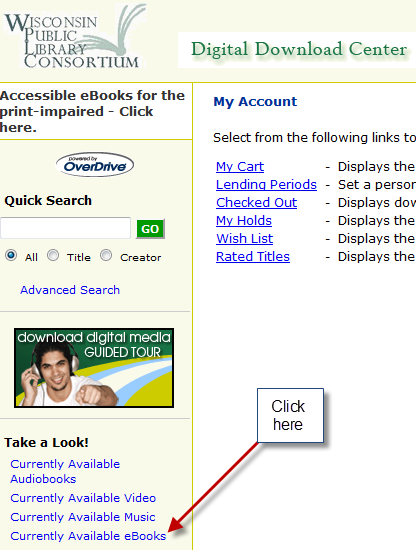 WISCONSIN
PUBLIC
LIBRARY
CONSORTIUM
Digital Download Center
Accessible eBooks for the
print-impaired - Click
here.
powered by
OverDrive
Quick Search
GO
All Title Creator
Advanced Search
download digital media
GUIDED TOUR
Take a Look!
Currently Available
Audiobooks
Currently Available Video
Currently Available Music
Currently Available eBooks
My Account
Select from the following links to
My Cart - Displays the
Lending Periods - Set a person
Checked Out - Displays dow
My Holds - Displays the
Wish List - Displays the
Rated Titles - Displays the
Click
here